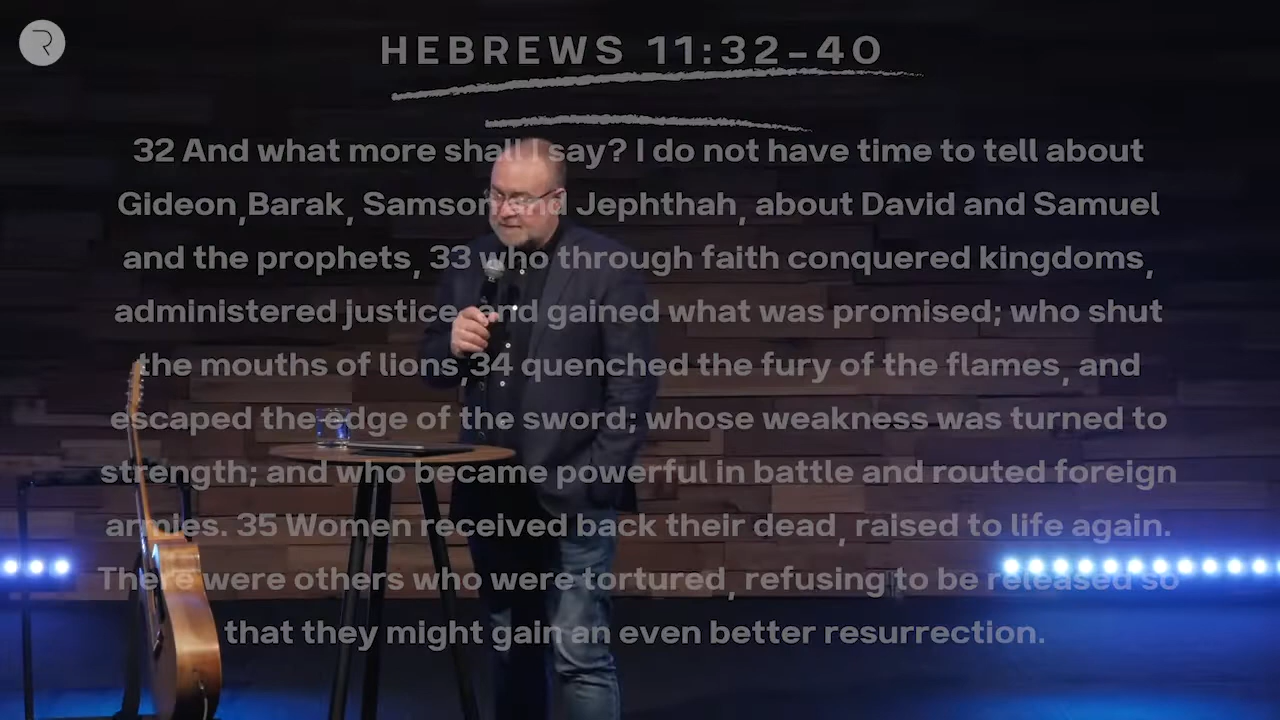 HEBREWS 11:32-40
32 And what more shall I say? I do not have time to tell about
Gideon,Barak, Samson and Jephthah, about David and Samuel
and the prophets, 33 who through faith conquered kingdoms,
administered justice, and gained what was promised; who shut
the mouths of lions,34 quenched the fury of the flames, and
escaped the edge of the sword; whose weakness was turned to
strength; and who became powerful in battle and routed foreign
armies. 35 Women received back their dead, raised to life again.
There were others who were tortured, refusing to be released so
that they might gain an even better resurrection.